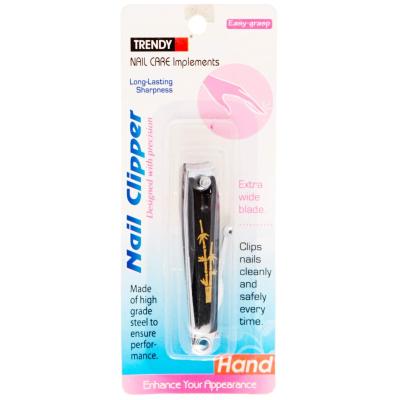 Easy-grasp
TRENDY
NAIL CARE Implements
Long-Lasting
Sharpness
Nail Clipper
Designed with precision
Extra
wide
blade.
Clips
nails
cleanly
and
safely
every
time.
Made
of high
grade
steel to
ensure
perfor-
mance.
Hand
Enhance Your Appearance